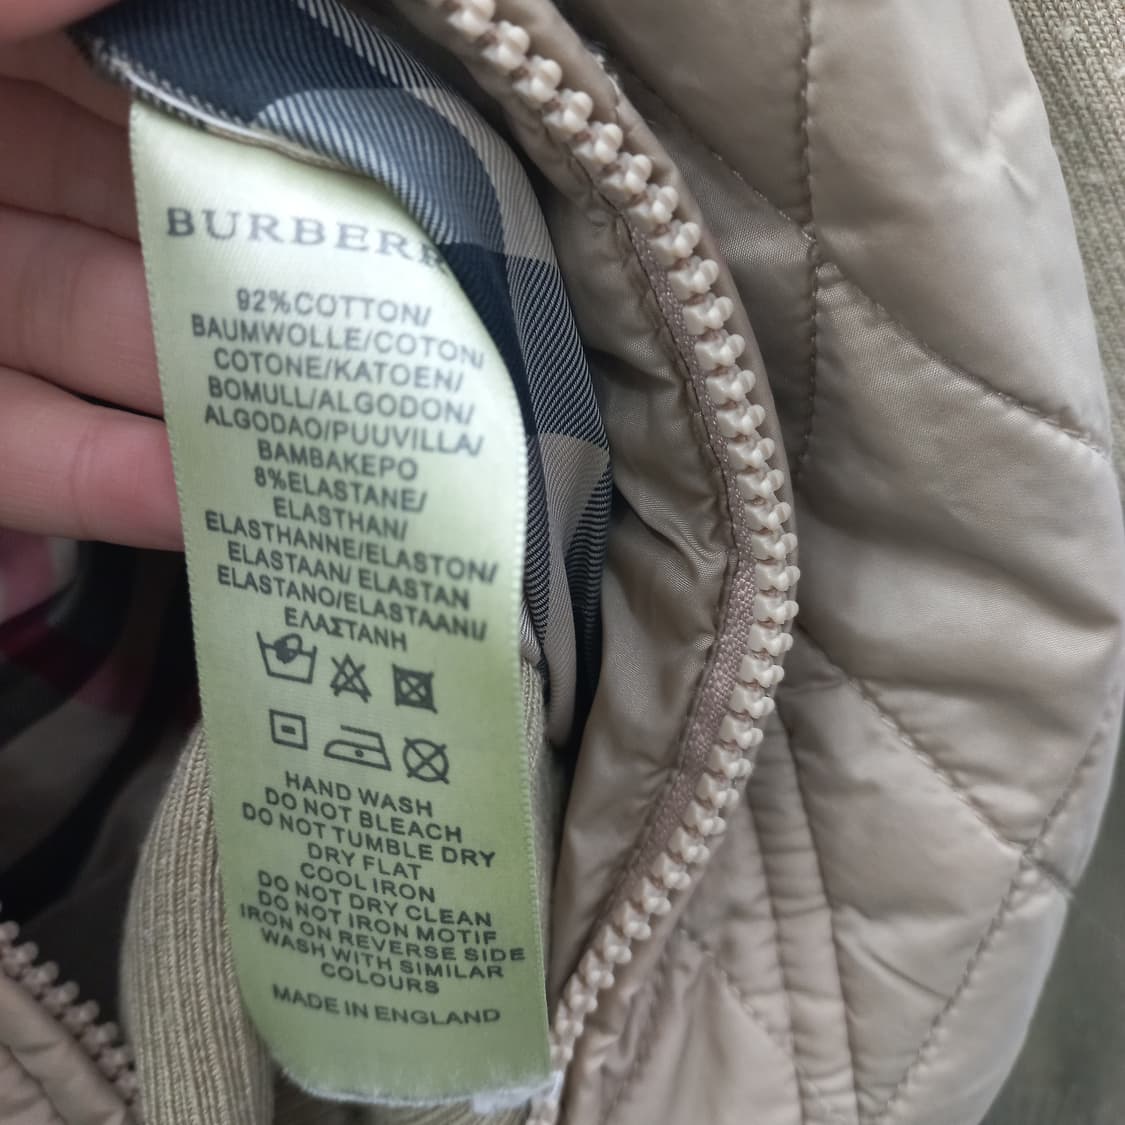 BURBERR
92%COTTON/
BAUMWOLLE/COTON/
COTONE/KATOEN/
BOMULL/ALGODON/
ALGODAO/PUUVILLA/
BAMBAKEPO
8%ELASTANE/
ELASTHAN/
ELASTHANNE/ELASTON/
ELASTAAN/ ELASTAN
ELASTANO/ELASTAANI/
ΕΛΑΣΤΑΝΗ
HAND WASH
DO NOT BLEACH
DO NOT TUMBLE DRY
DRY FLAT
COOL IRON
DO NOT DRY CLEAN
DO NOT IRON MOTIF
IRON ON REVERSE SIDE
WASH WITH SIMILAR
COLOURS
MADE IN ENGLAND